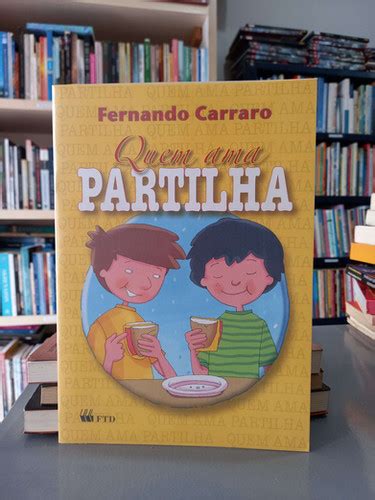 Fernando Carraro
Quem ama
PARTILHA
FTD